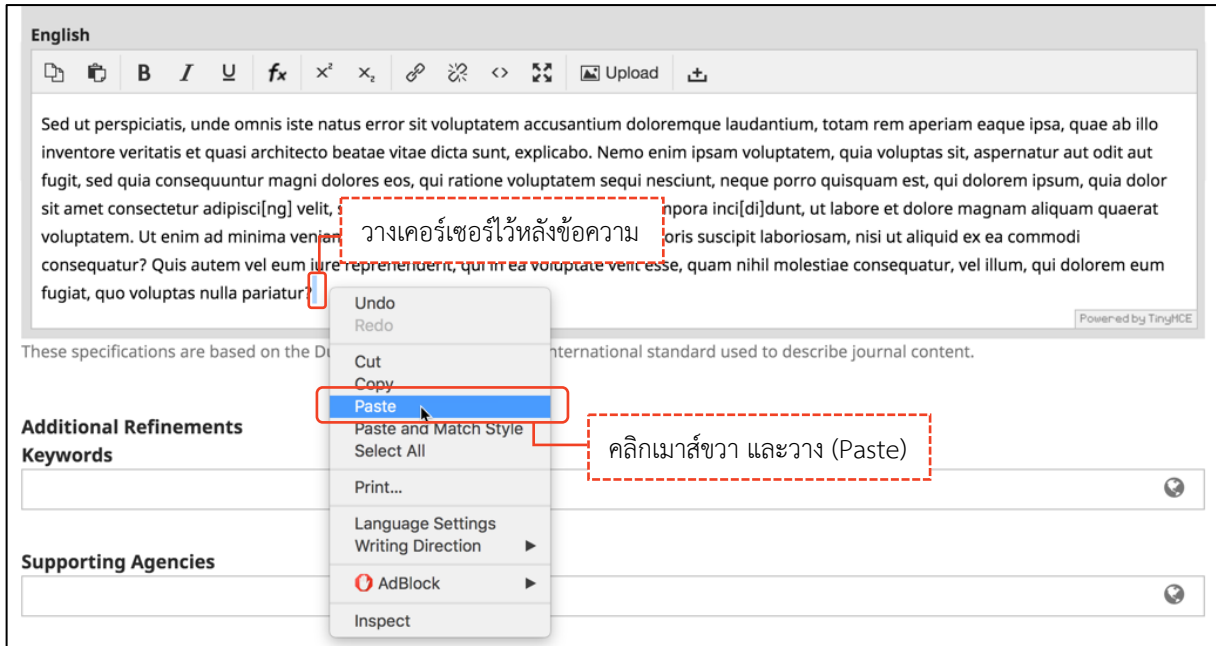 English
B I U fx x² x₂ <> Upload
Sed ut perspiciatis, unde omnis iste natus error sit voluptatem accusantium doloremque laudantium, totam rem aperiam eaque ipsa, quae ab illo
inventore veritatis et quasi architecto beatae vitae dicta sunt, explicabo. Nemo enim ipsam voluptatem, quia voluptas sit, aspernatur aut odit aut
fugit, sed quia consequuntur magni dolores eos, qui ratione voluptatem sequi nesciunt, neque porro quisquam est, qui dolorem ipsum, quia dolor
sit amet consectetur adipisci[ng] velit, inci[di]dunt, ut labore et dolore magnam aliquam quaerat
วางเคอร์เซอร์ไว้หลังข้อความ
voluptatem. Ut enim ad minima suscipit laboriosam, nisi ut aliquid ex ea commodi
consequatur? Quis autem vel eum iure reprehenderit, qui in ea voluptate velit esse, quam nihil molestiae consequatur, vel illum, qui dolorem eum
fugiat, quo voluptas nulla pariatur?
Powered by TinyMCE
These specifications are based on the international standard used to describe journal content.
Undo
Redo
Cut
Copy
Paste
Paste and Match Style
Select All
Print...
Language Settings
Writing Direction
AdBlock
Inspect
คลิกเมาส์ขวา และวาง (Paste)
Additional Refinements
Keywords
Supporting Agencies